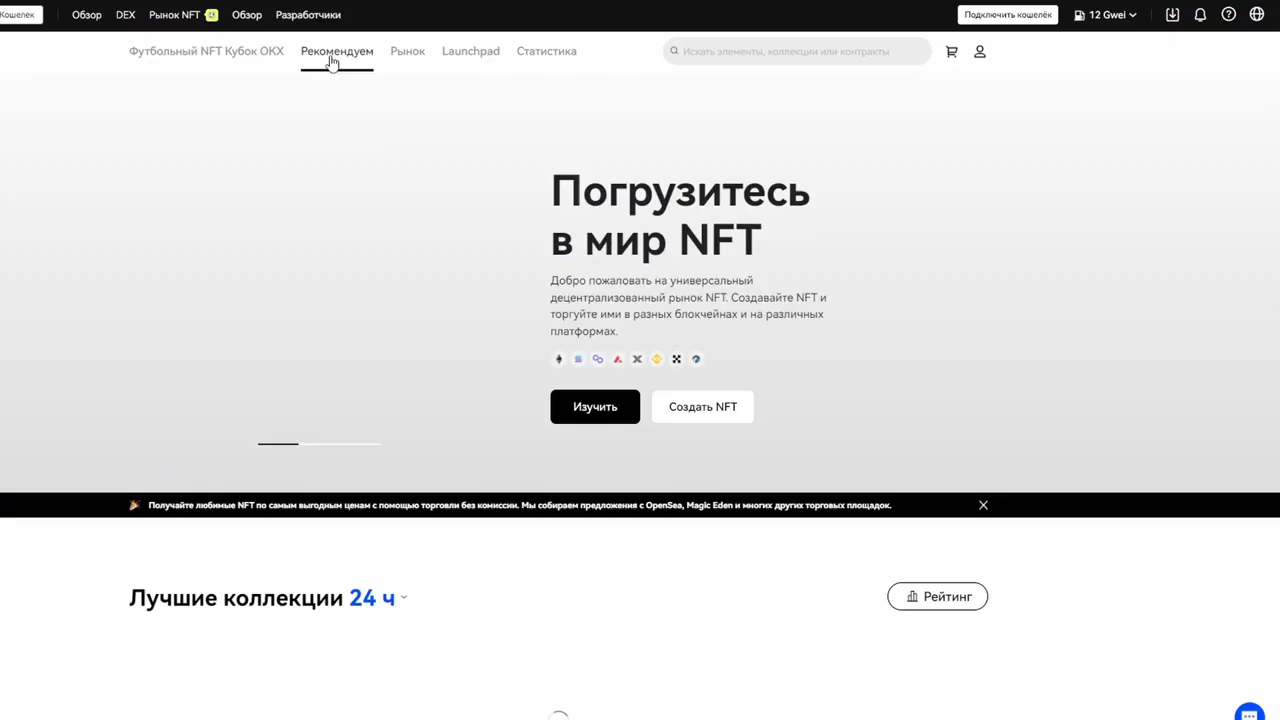 Кошелек
Обзор
DEX
Рынок NFT
Обзор
Разработчики
Подключить кошелёк
12 Gwei
Футбольный NFT Кубок OKX
Рекомендуем
Рынок
Launchpad
Статистика
Искать элементы, коллекции или контракты
Погрузитесь
в мир NFT
Добро пожаловать на универсальный
децентрализованный рынок NFT. Создавайте NFT и
торгуйте ими в разных блокчейнах и на различных
платформах.
Изучить
Создать NFT
Получайте любимые NFT по самым выгодным ценам с помощью торговли без комиссии. Мы собираем предложения с OpenSea, Magic Eden и многих других торговых площадок.
Лучшие коллекции 24 ч
Рейтинг